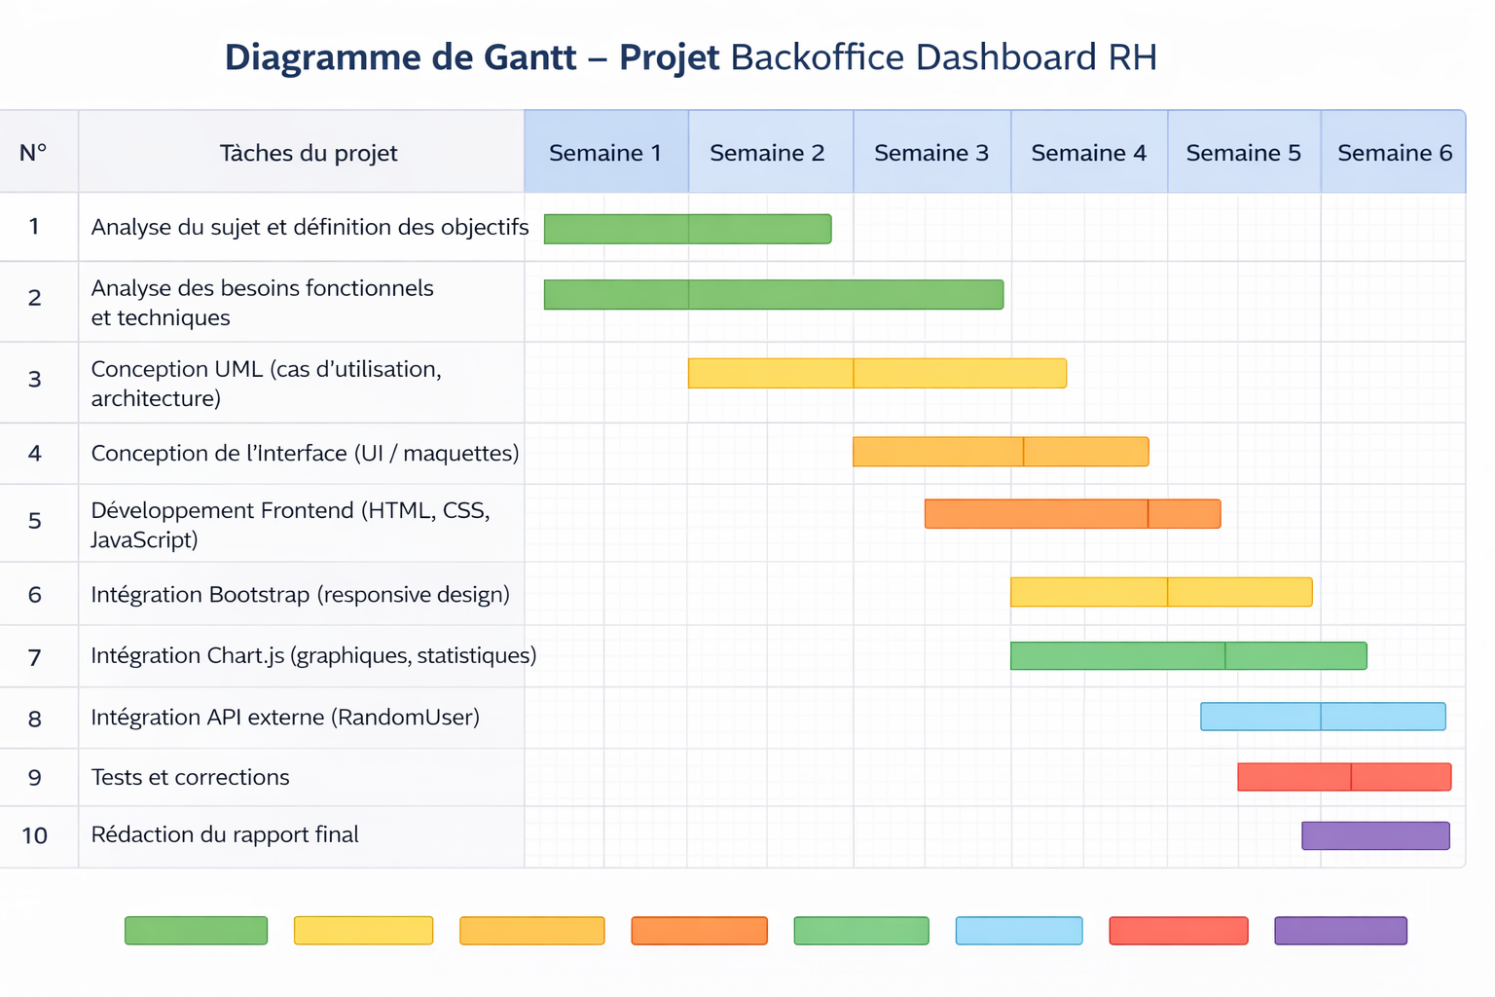 Diagramme de Gantt – Projet Backoffice Dashboard RH
N° Tàches du projet Semaine 1 Semaine 2 Semaine 3 Semaine 4 Semaine 5 Semaine 6
1 Analyse du sujet et définition des objectifs
2 Analyse des besoins fonctionnels
et techniques
3 Conception UML (cas d'utilisation,
architecture)
4 Conception de l'Interface (UI / maquettes)
5 Développement Frontend (HTML, CSS,
JavaScript)
6 Intégration Bootstrap (responsive design)
7 Intégration Chart.js (graphiques, statistiques)
8 Intégration API externe (RandomUser)
9 Tests et corrections
10 Rédaction du rapport final